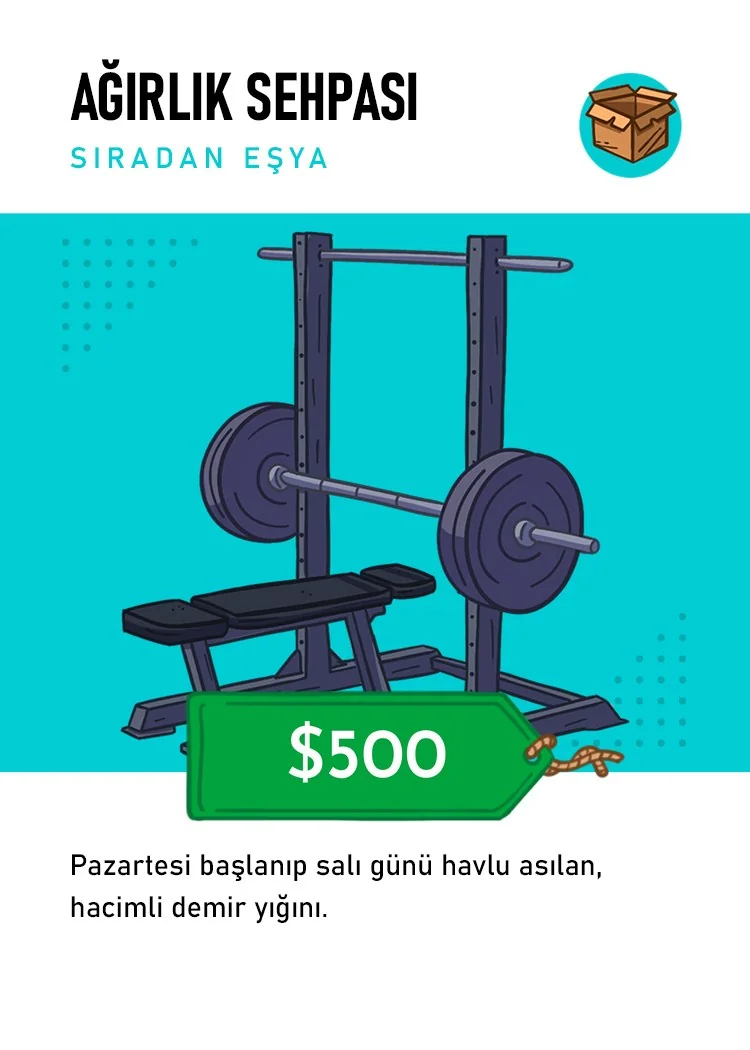 AĞIRLIK SEHPASI
SIRADAN EŞYA
$500
Pazartesi başlanıp salı günü havlu asılan,
hacimli demir yığını.